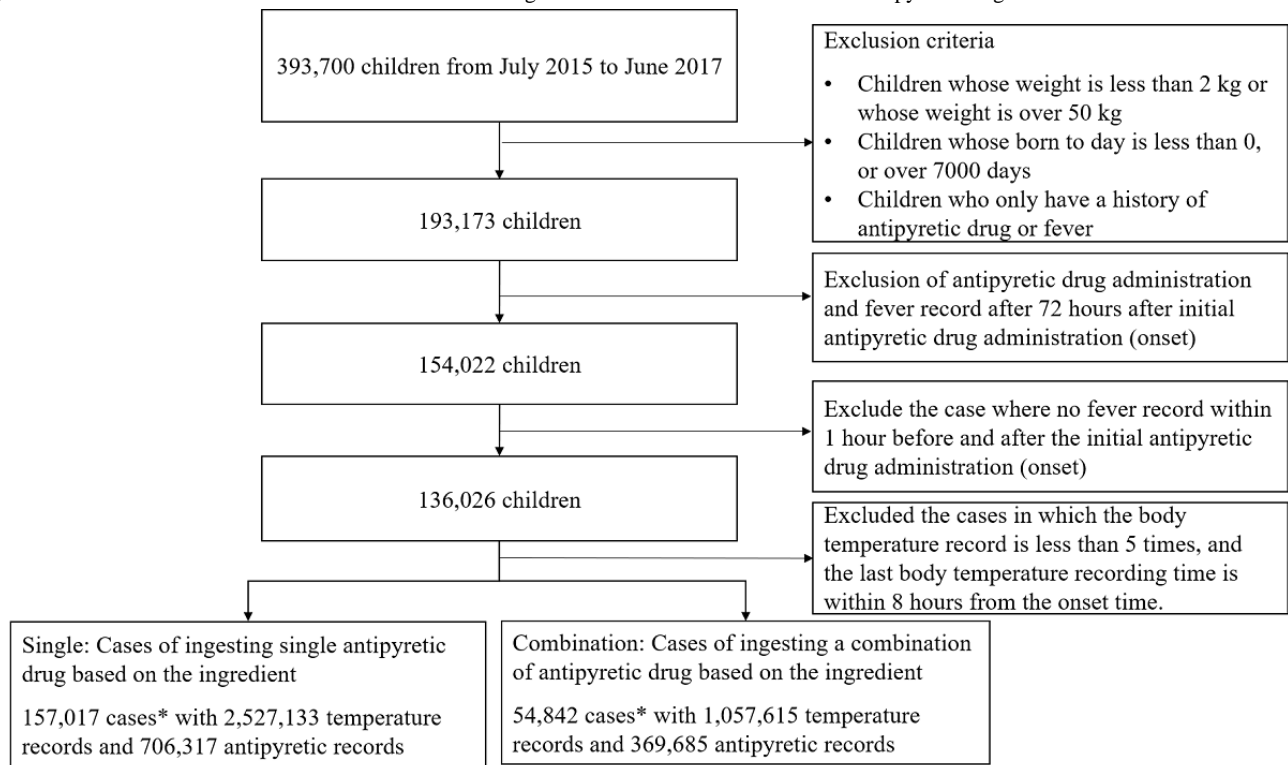 393,700 children from July 2015 to June 2017
Exclusion criteria
• Children whose weight is less than 2 kg or
whose weight is over 50 kg
• Children whose born to day is less than 0,
or over 7000 days
• Children who only have a history of
antipyretic drug or fever
193,173 children
Exclusion of antipyretic drug administration
and fever record after 72 hours after initial
antipyretic drug administration (onset)
154,022 children
Exclude the case where no fever record within
1 hour before and after the initial antipyretic
drug administration (onset)
136,026 children
Excluded the cases in which the body
temperature record is less than 5 times, and
the last body temperature recording time is
within 8 hours from the onset time.
Single: Cases of ingesting single antipyretic
drug based on the ingredient
157,017 cases* with 2,527,133 temperature
records and 706,317 antipyretic records
Combination: Cases of ingesting a combination
of antipyretic drug based on the ingredient
54,842 cases* with 1,057,615 temperature
records and 369,685 antipyretic records